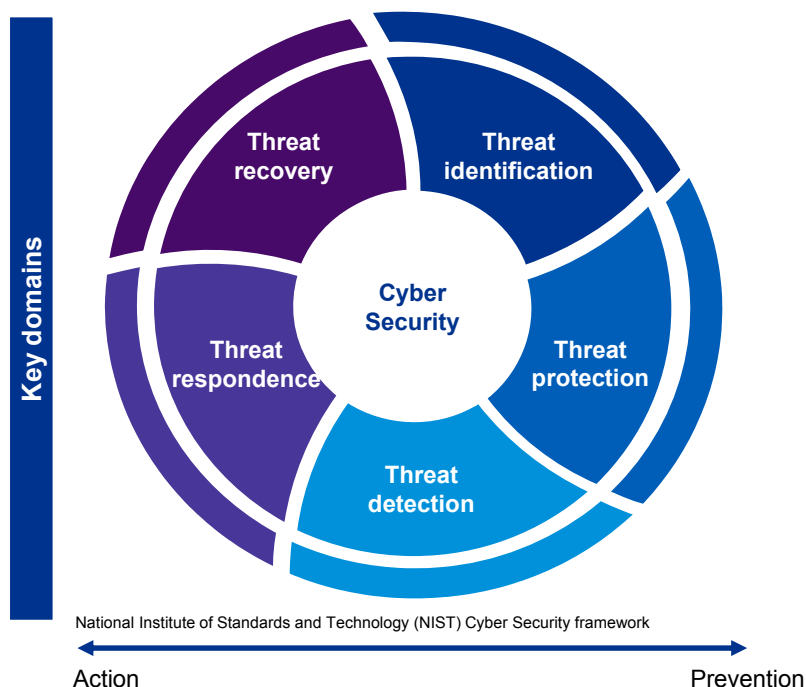 Key domains
Threat
recovery
Threat
identification
Cyber
Security
Threat
respondence
Threat
protection
Threat
detection
National Institute of Standards and Technology (NIST) Cyber Security framework
Action
Prevention